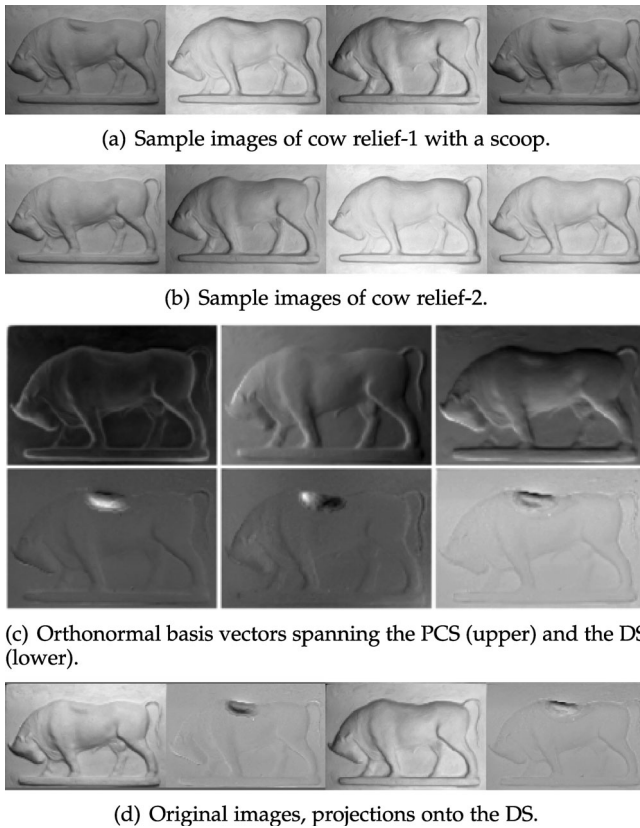 (a) Sample images of cow relief-1 with a scoop.
(b) Sample images of cow relief-2.
(c) Orthonormal basis vectors spanning the PCS (upper) and the DS
(lower).
(d) Original images, projections onto the DS.